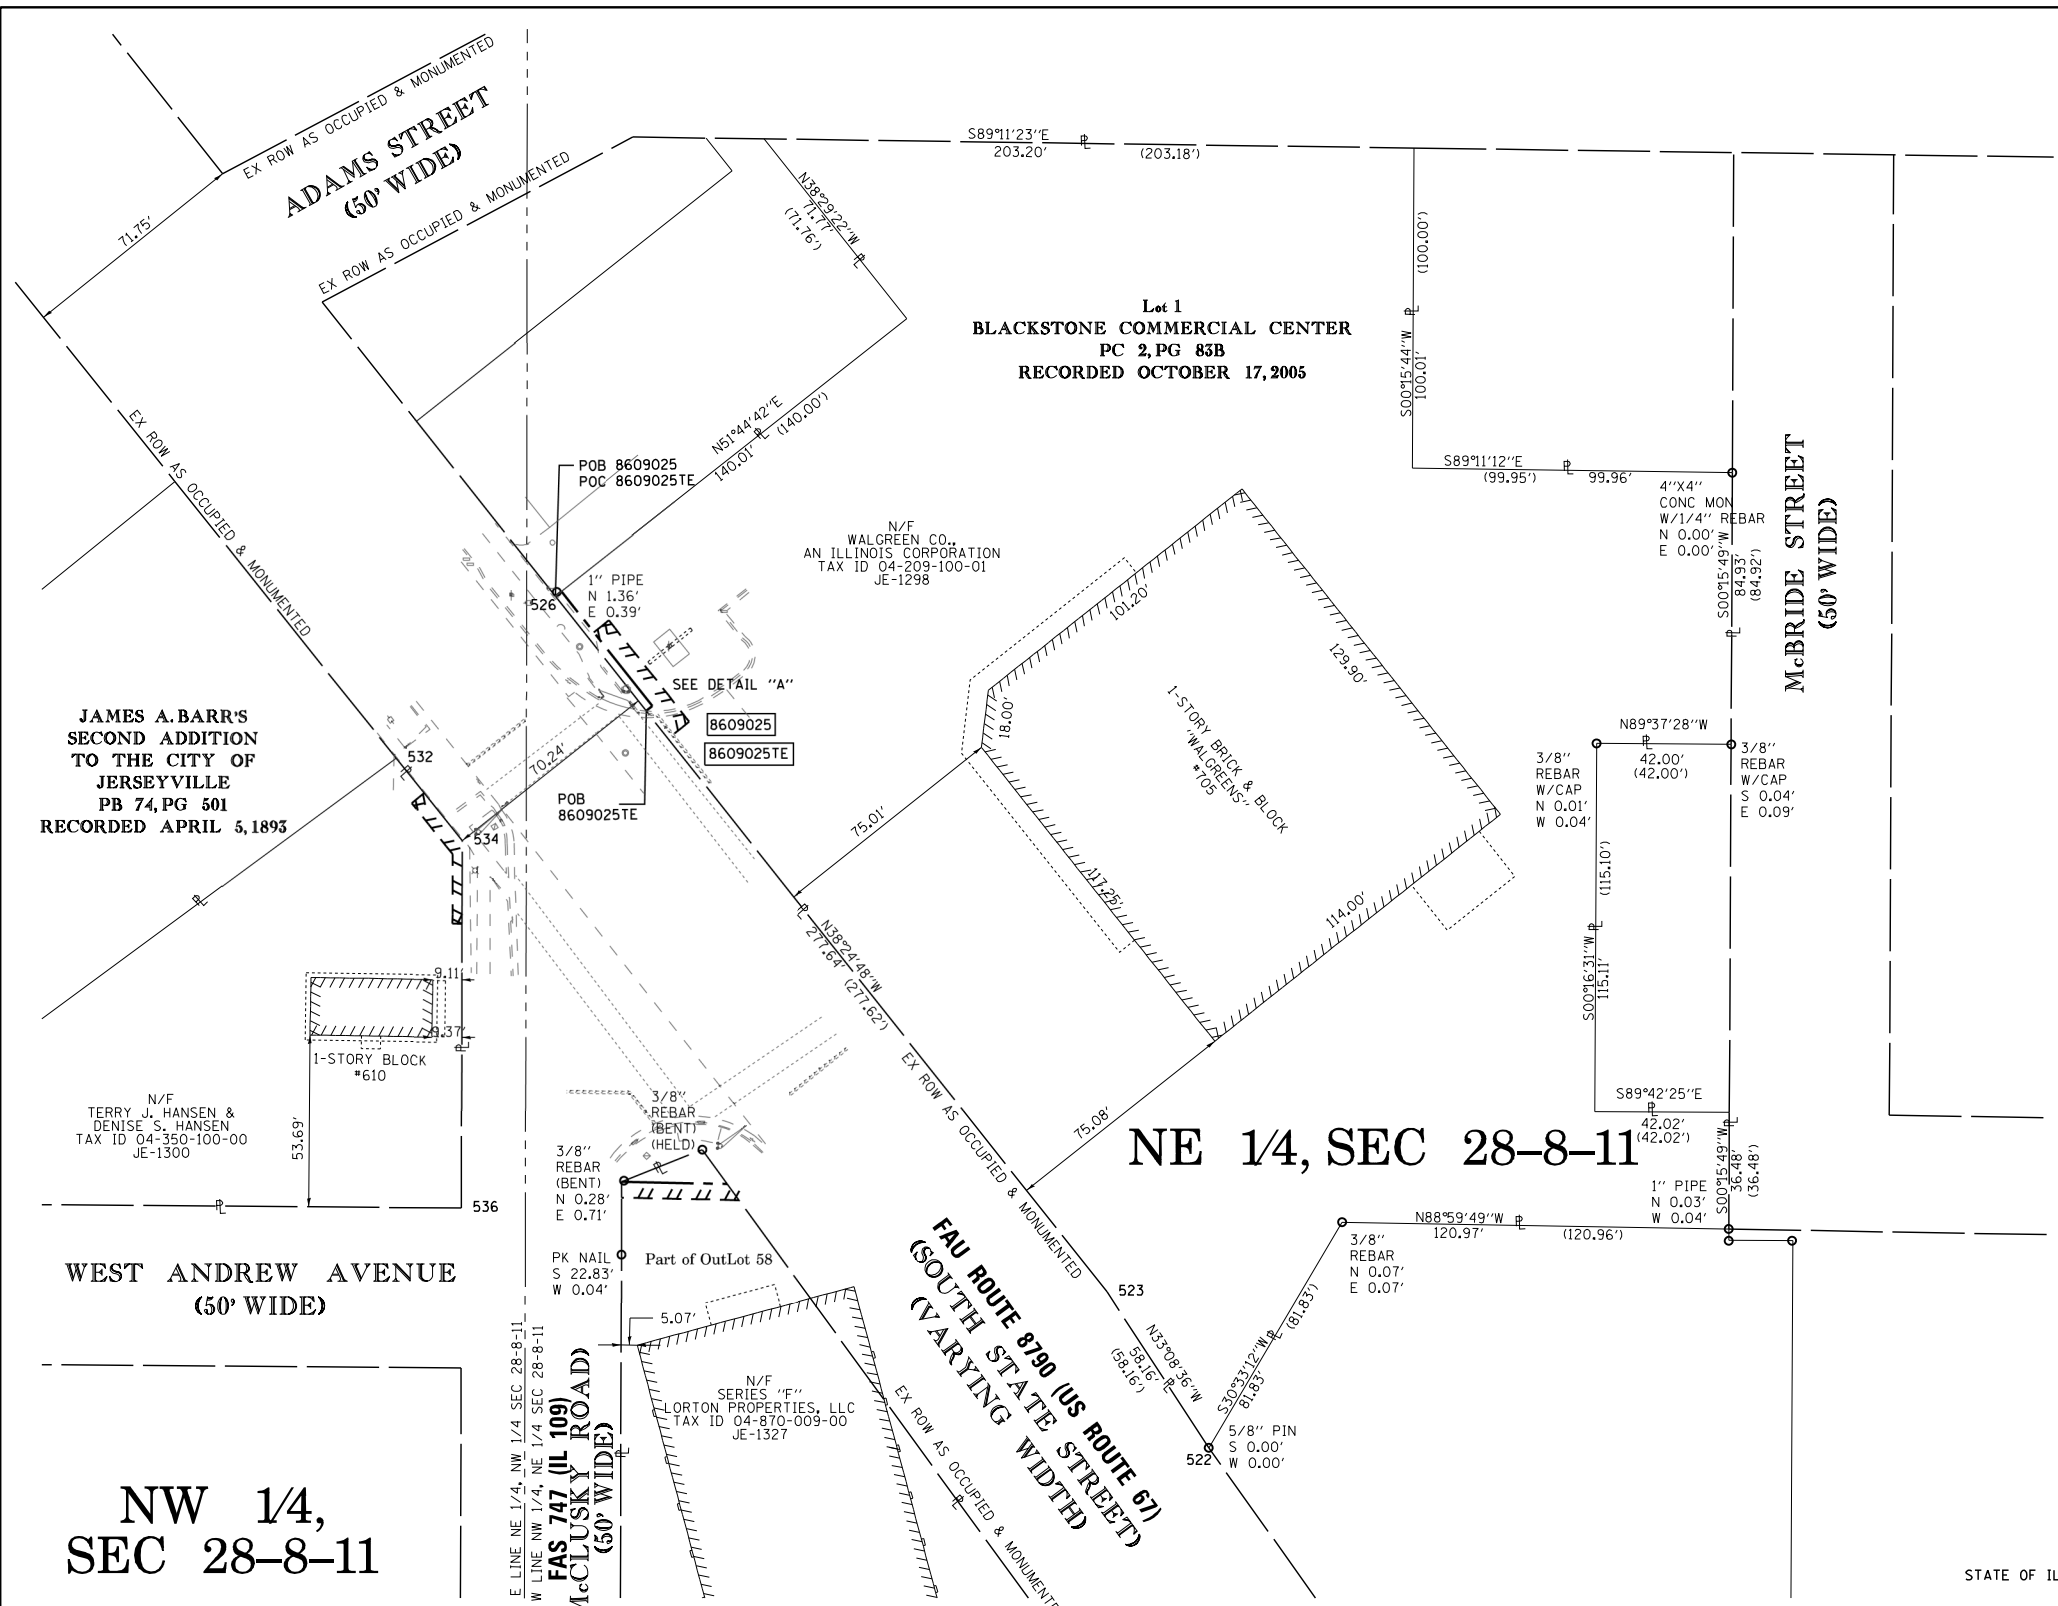 EX ROW AS OCCUPIED & MONUMENTED
ADAMS STREET
(50' WIDE)
EX ROW AS OCCUPIED & MONUMENTED
71.75'
S89°11'23"E
203.20'
(203.18')
N38°29'22"W
71.77'
(71.76')
(100.00')
S00°15'44"W
100.01'
Lot 1
BLACKSTONE COMMERCIAL CENTER
PC 2, PG 83B
RECORDED OCTOBER 17, 2005
N51°44'42"E
140.01'
(140.00')
EX ROW AS OCCUPIED & MONUMENTED
POB 8609025
POC 8609025TE
S89°11'12"E
(99.95')
99.96'
4"X4"
CONC MON
W/1/4" REBAR
N 0.00'
E 0.00'
S00°15'49"W
84.93'
(84.92')
McBRIDE STREET
(50' WIDE)
N/F
WALGREEN CO.,
AN ILLINOIS CORPORATION
TAX ID 04-209-100-01
JE-1298
526
1" PIPE
N 1.36'
E 0.39'
SEE DETAIL "A"
8609025
8609025TE
101.20'
129.90'
18.00'
1-STORY BRICK & BLOCK
"WALGREENS"
#705
117.25'
114.00'
JAMES A. BARR'S
SECOND ADDITION
TO THE CITY OF
JERSEYVILLE
PB 74, PG 501
RECORDED APRIL 5, 1893
532
70.24'
534
POB
8609025TE
75.01'
N89°37'28"W
42.00'
(42.00')
3/8"
REBAR
W/CAP
N 0.01'
W 0.04'
3/8"
REBAR
W/CAP
S 0.04'
E 0.09'
(115.10')
S00°16'31"W
115.11'
N38°24'48"W
277.64'
(277.62')
9.11'
9.37'
1-STORY BLOCK
#610
53.69'
N/F
TERRY J. HANSEN &
DENISE S. HANSEN
TAX ID 04-350-100-00
JE-1300
EX ROW AS OCCUPIED & MONUMENTED
75.08'
S89°42'25"E
42.02'
(42.02')
NE 1/4, SEC 28-8-11
3/8"
REBAR
(BENT)
(HELD)
3/8"
REBAR
(BENT)
N 0.28'
E 0.71'
S00°15'49"W
36.48'
(36.48')
1" PIPE
N 0.03'
W 0.04'
536
N88°59'49"W
120.97'
(120.96')
3/8"
REBAR
N 0.07'
E 0.07'
WEST ANDREW AVENUE
(50' WIDE)
PK NAIL
S 22.83'
W 0.04'
Part of OutLot 58
5.07'
523
N33°08'36"W
58.16'
(58.16')
S30°33'12"W
81.83'
(81.83')
FAU ROUTE 8790 (US ROUTE 67)
(SOUTH STATE STREET)
(VARYING WIDTH)
N/F
SERIES "F"
LORTON PROPERTIES, LLC
TAX ID 04-870-009-00
JE-1327
522
5/8" PIN
S 0.00'
W 0.00'
EX ROW AS OCCUPIED & MONUMENTE
E LINE NE 1/4, NW 1/4 SEC 28-8-11
W LINE NW 1/4, NE 1/4 SEC 28-8-11
FAS 747 (IL 109)
McCLUSKY ROAD)
(50' WIDE)
NW 1/4,
SEC 28-8-11
STATE OF IL